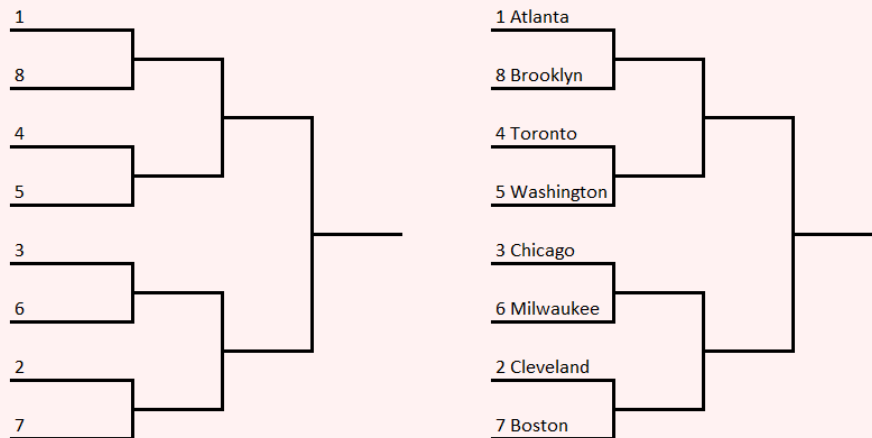 1
8
4
5
3
6
2
7
1 Atlanta
8 Brooklyn
4 Toronto
5 Washington
3 Chicago
6 Milwaukee
2 Cleveland
7 Boston